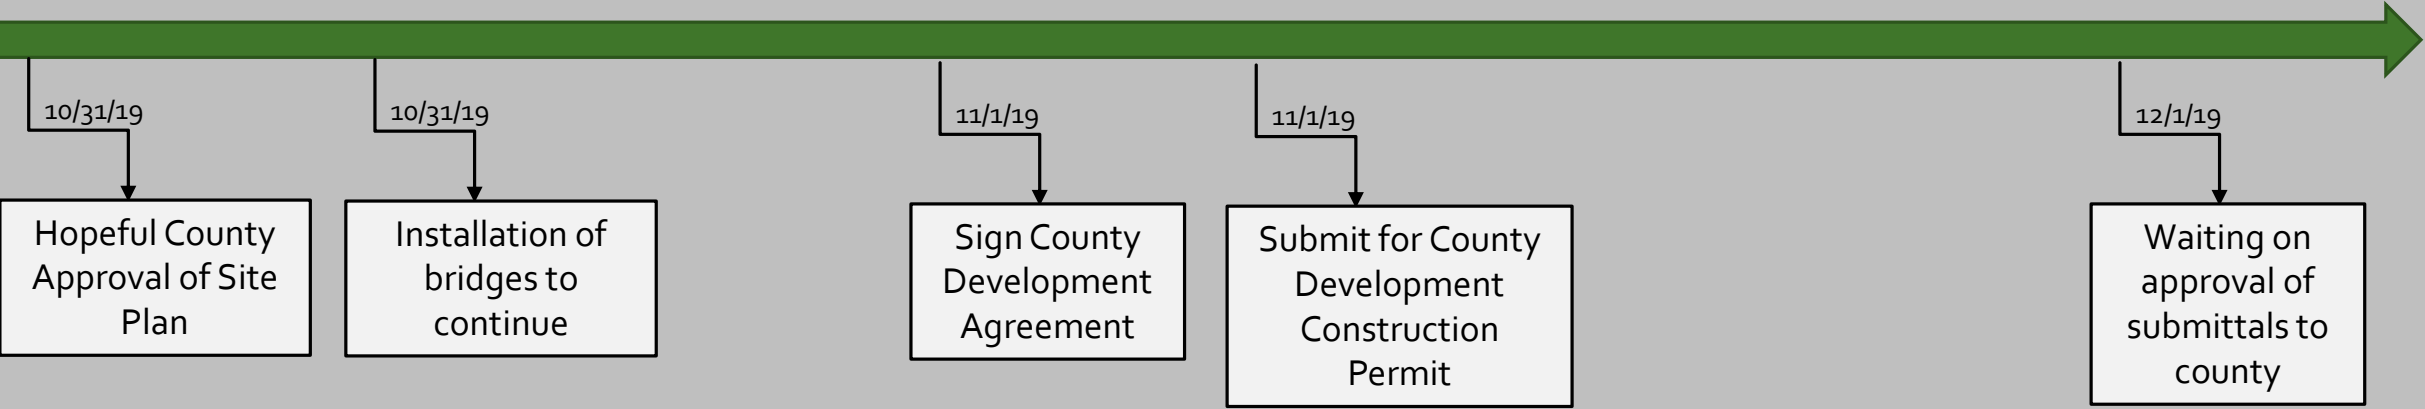 10/31/19
Hopeful County
Approval of Site
Plan
10/31/19
Installation of
bridges to
continue
11/1/19
Sign County
Development
Agreement
11/1/19
Submit for County
Development
Construction
Permit
12/1/19
Waiting on
approval of
submittals to
county